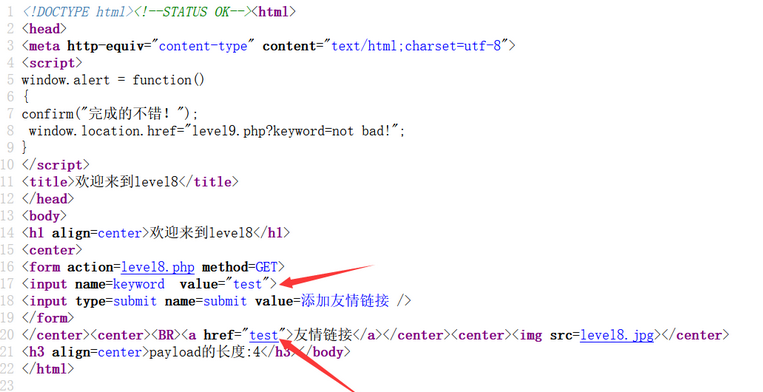 1 <!DOCTYPE html><!--STATUS OK--><html>
2 <head>
3 <meta http-equiv="content-type" content="text/html;charset=utf-8">
4 <script>
5 window.alert = function()
6 {
7 confirm("完成的不错！");
8 window.location.href="level9.php?keyword=not bad!";
9 }
10 </script>
11 <title>欢迎来到level8</title>
12 </head>
13 <body>
14 <h1 align=center>欢迎来到level8</h1>
15 <center>
16 <form action=level8.php method=GET>
17 <input name=keyword  value="test">
18 <input type=submit name=submit value=添加友情链接 />
19 </form>
20 </center><center><BR><a href="test">友情链接</a></center><center><img src=level8.jpg></center>
21 <h3 align=center>payload的长度:4</h3></body>
22 </html>
23